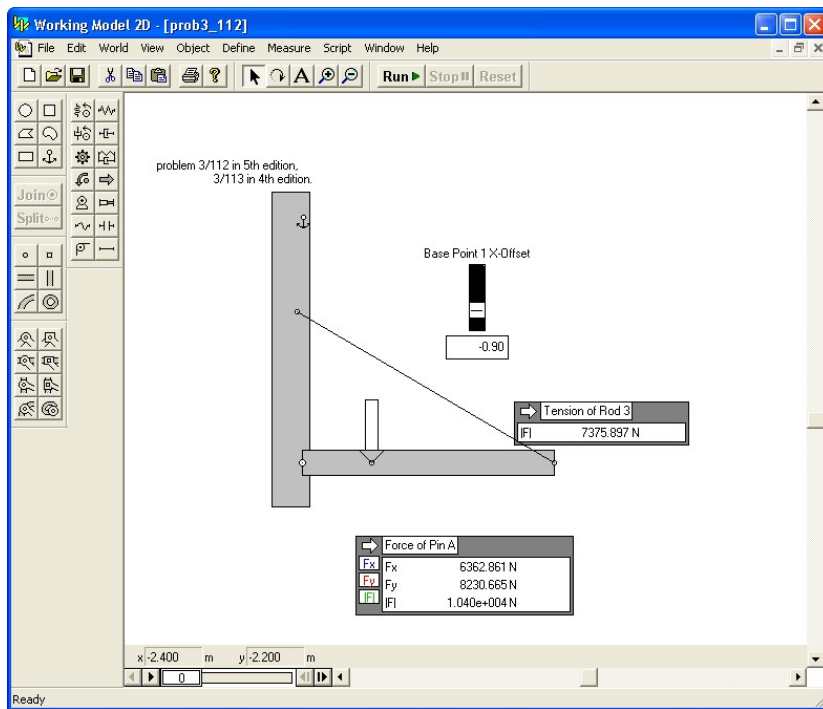 Working Model 2D - [prob3_112]
File Edit World View Object Define Measure Script Window Help
A Run Stop Reset
Join
Split
problem 3/112 in 5th edition,
3/113 in 4th edition.
Base Point 1 X-Offset
-0.90
Tension of Rod 3
|F| 7375.897 N
Force of Pin A
Fx Fx 6362.861 N
Fy Fy 8230.665 N
|F| |F| 1.040e+004 N
x -2.400 m y -2.200 m
0
Ready